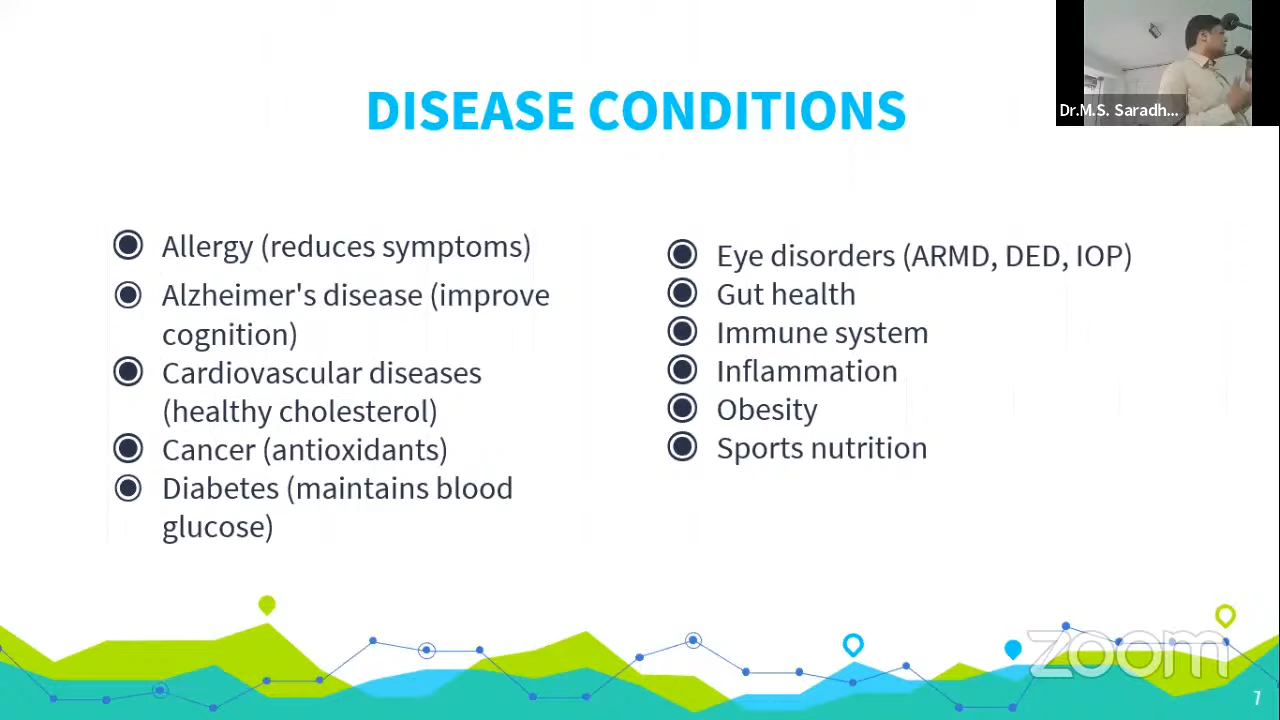 DISEASE CONDITIONS
Dr.M.S. Saradh...
Allergy (reduces symptoms)
Alzheimer's disease (improve
cognition)
Cardiovascular diseases
(healthy cholesterol)
Cancer (antioxidants)
Diabetes (maintains blood
glucose)
Eye disorders (ARMD, DED, IOP)
Gut health
Immune system
Inflammation
Obesity
Sports nutrition
zoom
7